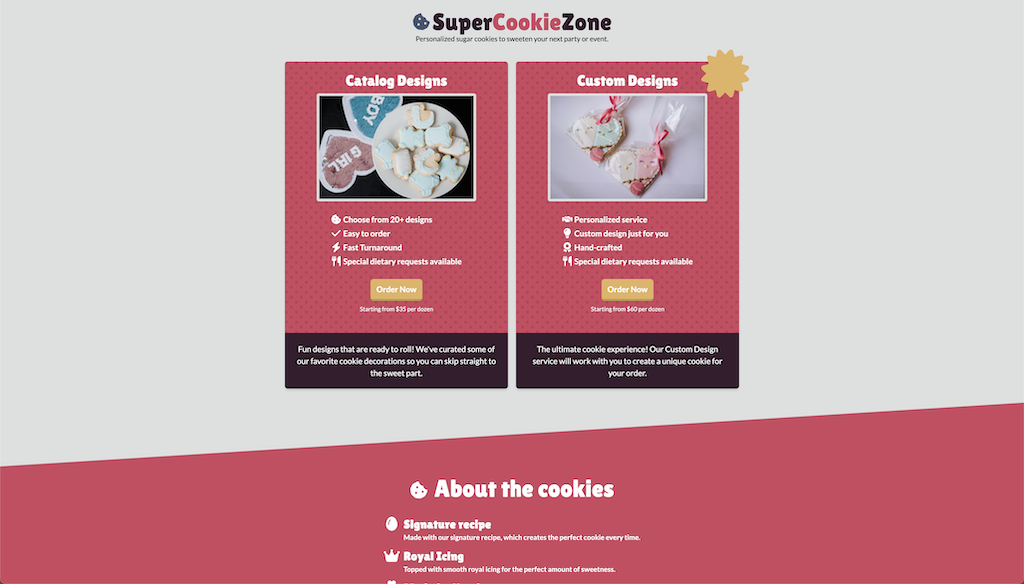 SuperCookieZone
Personalized sugar cookies to sweeten your next party or event.
Catalog Designs
BOY
GIRL
Choose from 20+ designs
Easy to order
Fast Turnaround
Special dietary requests available
Order Now
Starting from $35 per dozen
Fun designs that are ready to roll! We've curated some of
our favorite cookie decorations so you can skip straight to
the sweet part.
Custom Designs
Personalized service
Custom design just for you
Hand-crafted
Special dietary requests available
Order Now
Starting from $60 per dozen
The ultimate cookie experience! Our Custom Design
service will work with you to create a unique cookie for
your order.
About the cookies
Signature recipe
Made with our signature recipe, which creates the perfect cookie every time.
Royal Icing
Topped with smooth royal icing for the perfect amount of sweetness.